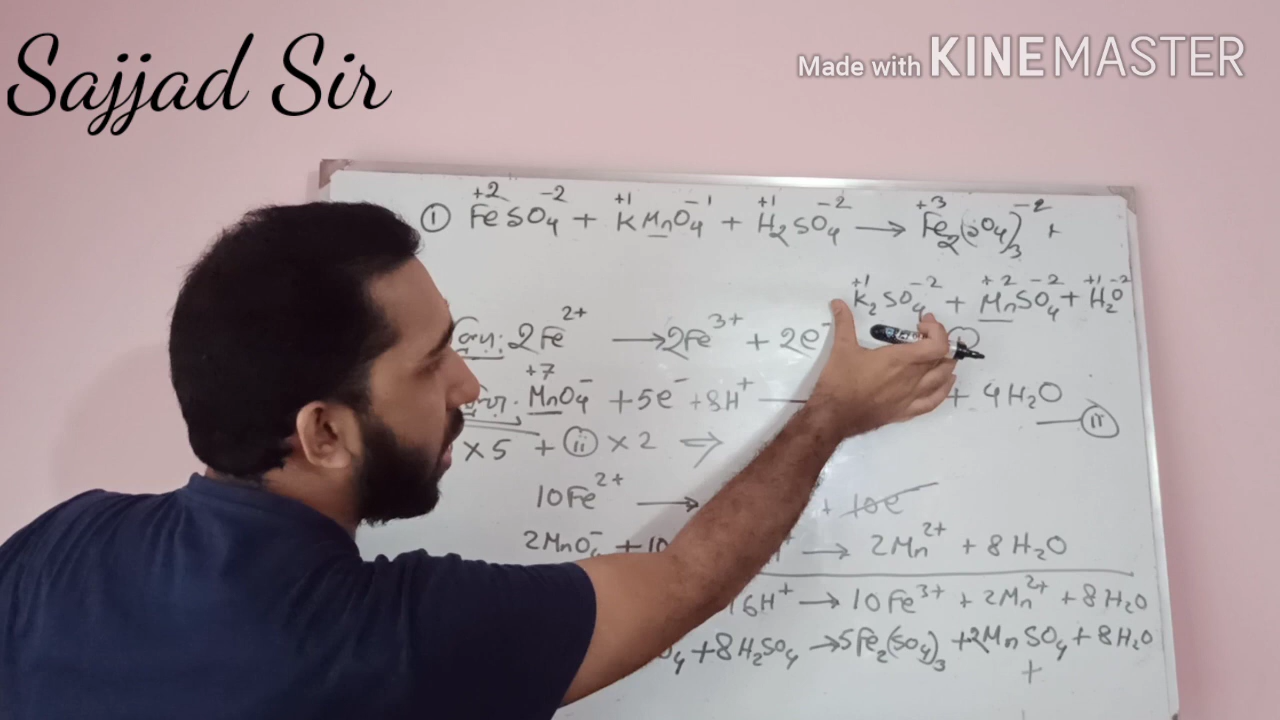 Sajjad Sir
Made with KINEMASTER
+2 -2 +1 -1 +1 -2 +3 -2
① FeSO₄ + KMnO₄ + H₂SO₄ → Fe₂(SO₄)₃ +
+1 -2 +2 -2 +1 -2
K₂SO₄ + MnSO₄ + H₂O
2Fe²⁺ → 2Fe³⁺ + 2e⁻
+7
MnO₄⁻ + 5e⁻ + 8H⁺ + 4H₂O — ⅱ
× 5 + ⅱ × 2 ⇒
10Fe²⁺ → + 10e⁻
2MnO₄⁻ + 10 → 2Mn²⁺ + 8H₂O
16H⁺ → 10Fe³⁺ + 2Mn²⁺ + 8H₂O
+ 8H₂SO₄ → 5Fe₂(SO₄)₃ + 2MnSO₄ + 8H₂O
+